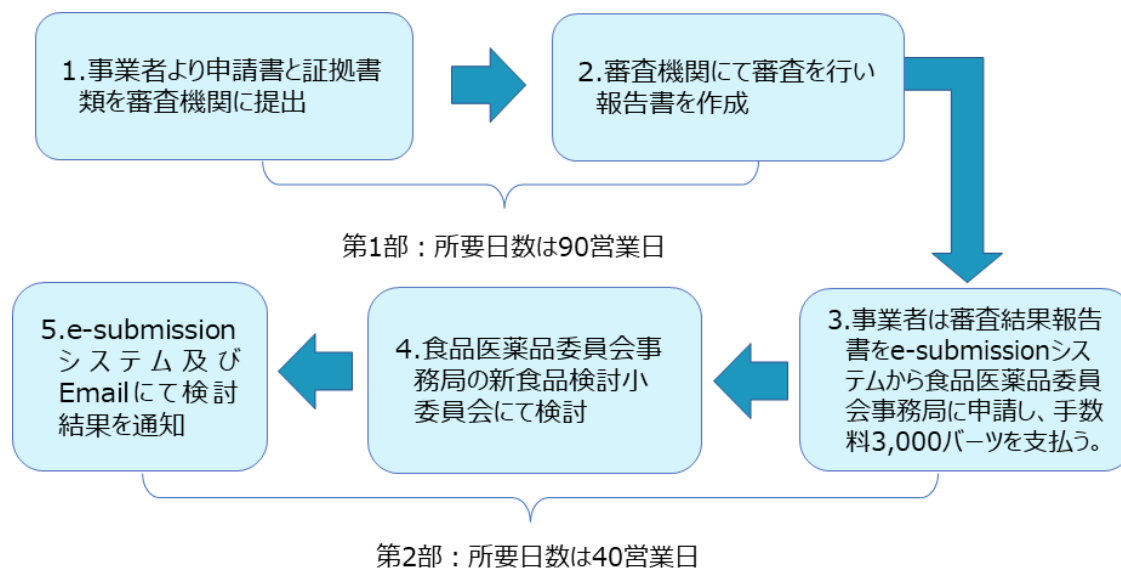 1.事業者より申請書と証拠書
類を審査機関に提出
2.審査機関にて審査を行い
報告書を作成
第1部：所要日数は90営業日
3.事業者は審査結果報告
書をe-submissionシス
テムから食品医薬品委員
会事務局に申請し、手数
料3,000バーツを支払う。
4.食品医薬品委員会事
務局の新食品検討小
委員会にて検討
5.e-submission
システム及び
Emailにて検討
結果を通知
第2部：所要日数は40営業日